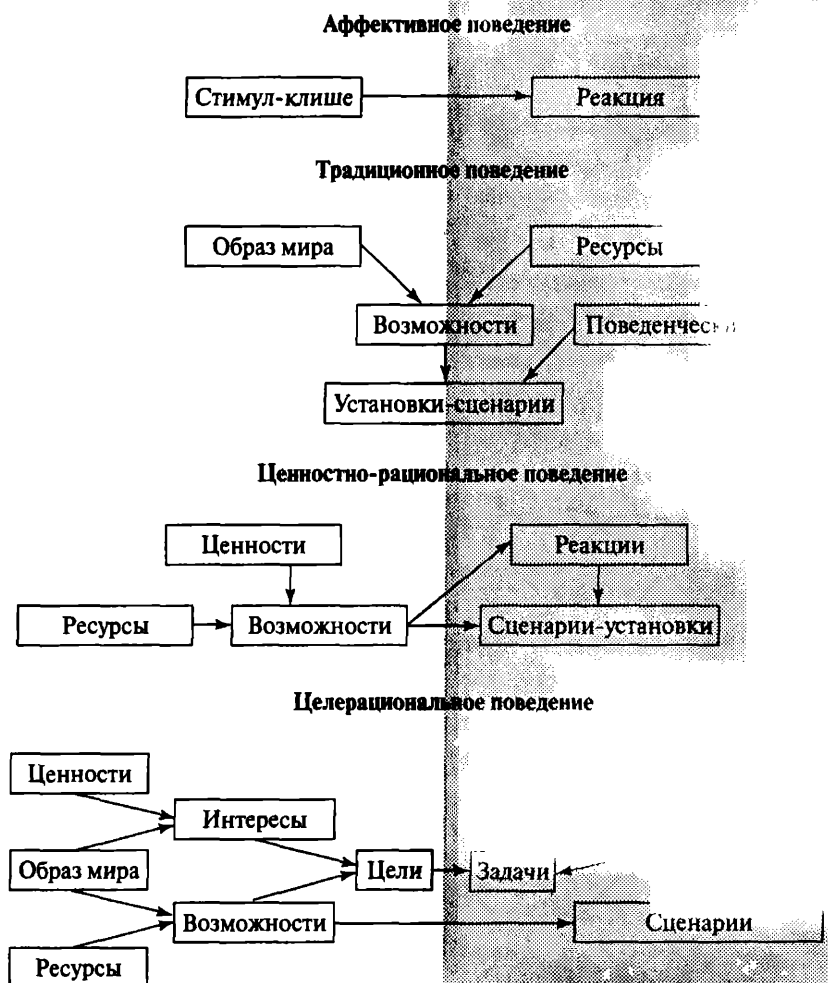 Аффективное поведение
Стимул-клише Реакция
Традиционное поведение
Образ мира Ресурсы
Возможности
Установки-сценарии
Ценностно-рациональное поведение
Ценности Реакции
Ресурсы Возможности Сценарии-установки
Целерациональное поведение
Ценности
Интересы
Образ мира Цели Задачи
Возможности Сценарии
Ресурсы